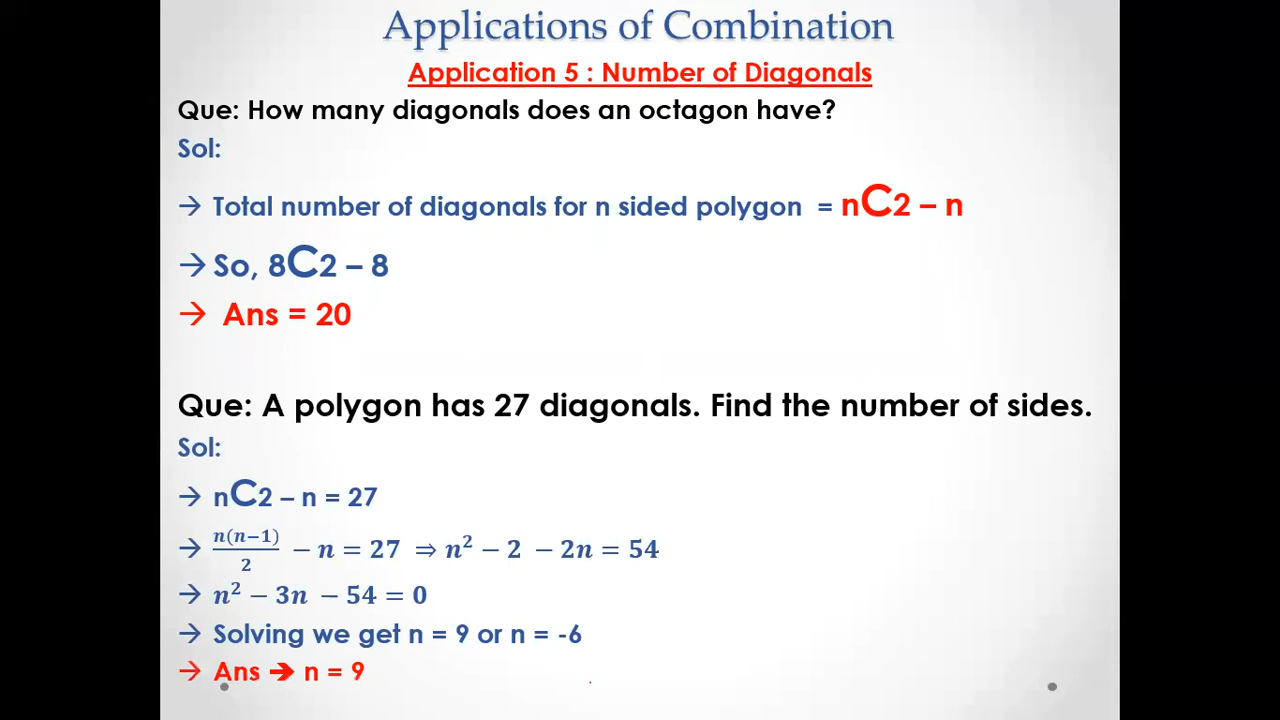 Applications of Combination
Application 5 : Number of Diagonals
Que: How many diagonals does an octagon have?
Sol:
→ Total number of diagonals for n sided polygon = nC2 – n
→ So, 8C2 – 8
→ Ans = 20
Que: A polygon has 27 diagonals. Find the number of sides.
Sol:
→ nC2 – n = 27
→ n(n−1)/2 − n = 27 ⇒ n² − 2 − 2n = 54
→ n² − 3n − 54 = 0
→ Solving we get n = 9 or n = -6
→ Ans ➔ n = 9